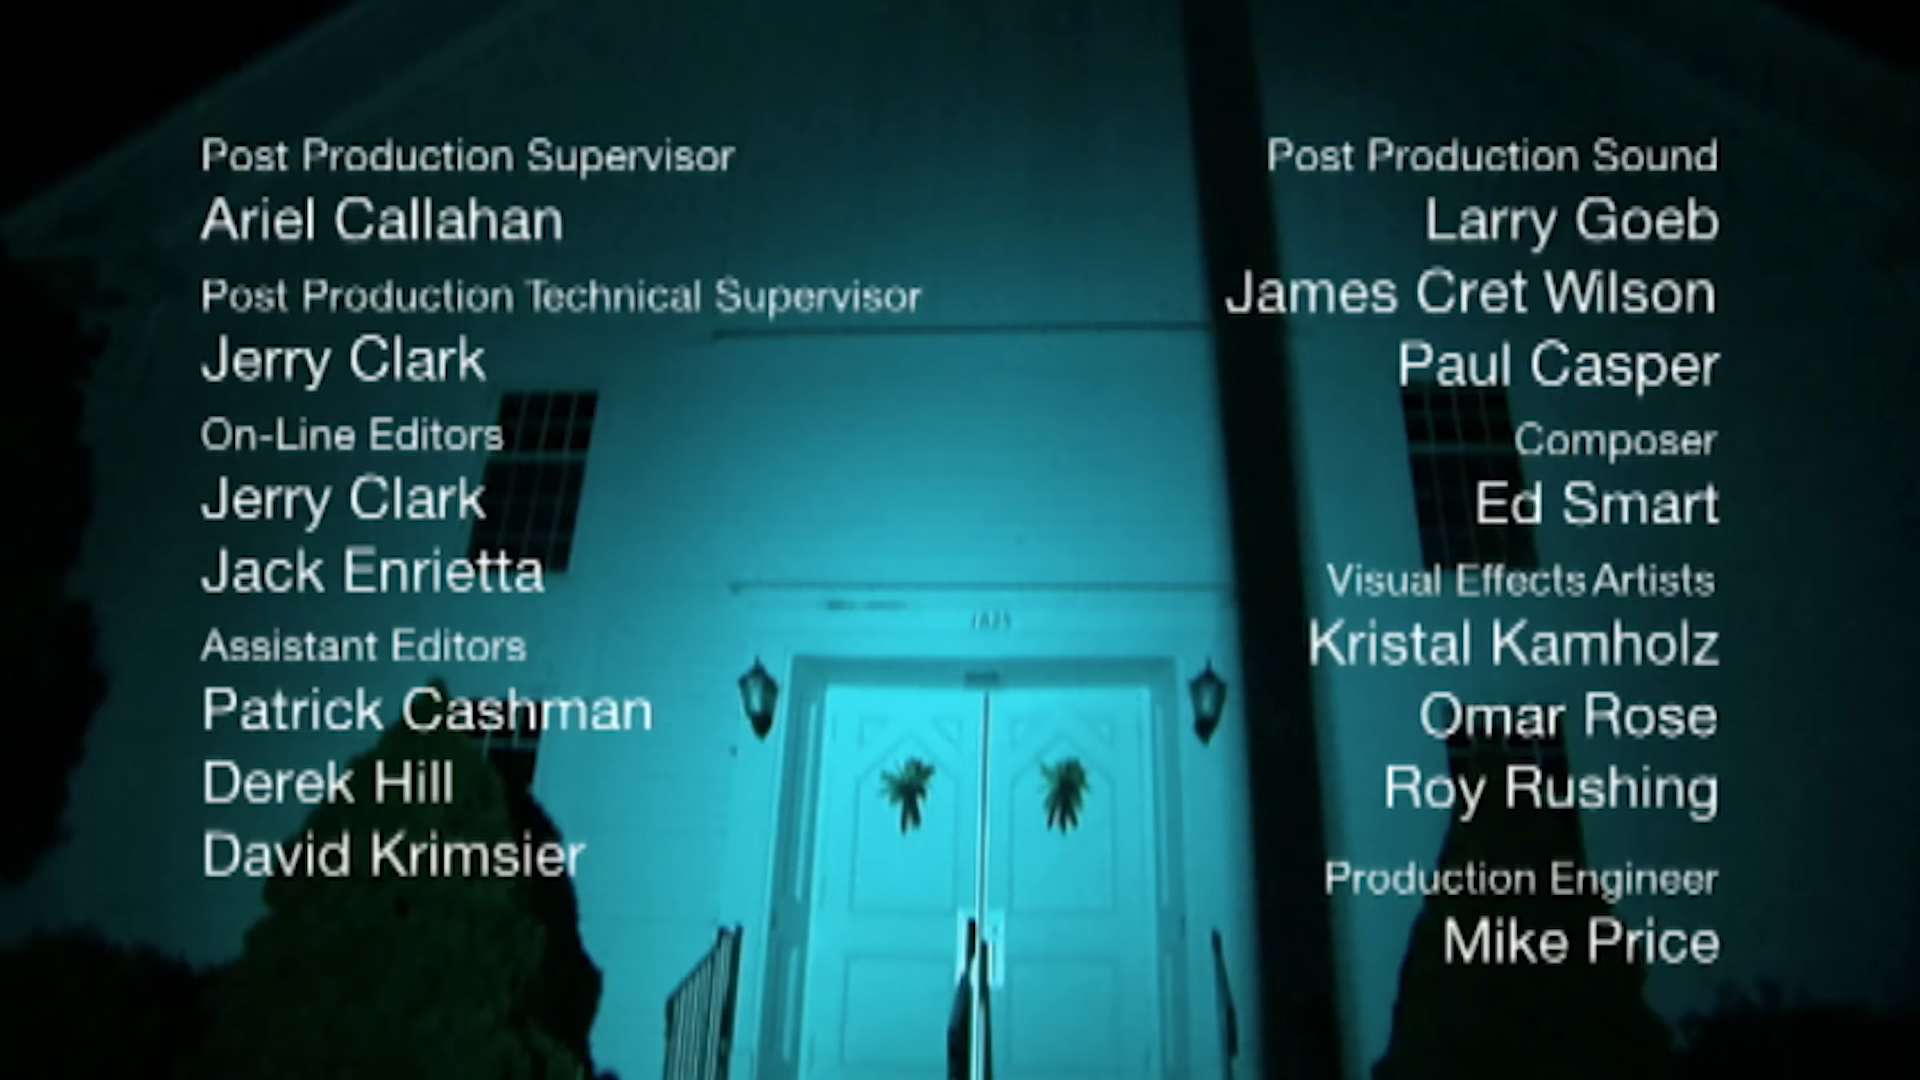 Post Production Supervisor
Ariel Callahan
Post Production Technical Supervisor
Jerry Clark
On-Line Editors
Jerry Clark
Jack Enrietta
Assistant Editors
Patrick Cashman
Derek Hill
David Krimsier
Post Production Sound
Larry Goeb
James Cret Wilson
Paul Casper
Composer
Ed Smart
Visual Effects Artists
Kristal Kamholz
Omar Rose
Roy Rushing
Production Engineer
Mike Price